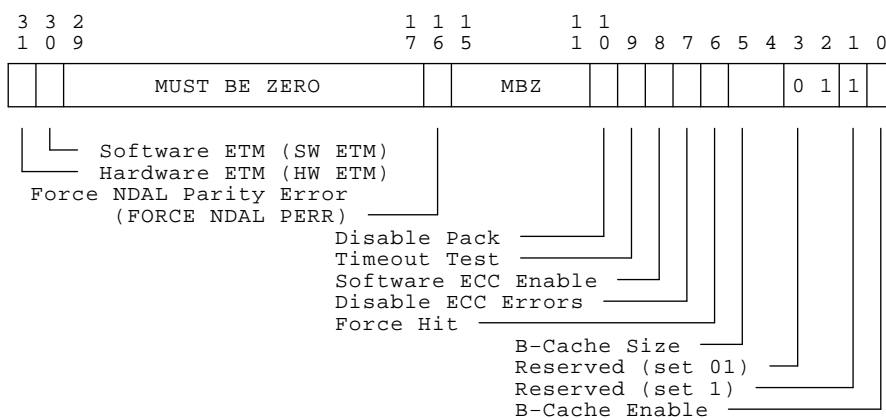 3 3 2 1 1 1 1 1
1 0 9 7 6 5 1 0 9 8 7 6 5 4 3 2 1 0
MUST BE ZERO MBZ 0 1 1
Software ETM (SW ETM)
Hardware ETM (HW ETM)
Force NDAL Parity Error
(FORCE NDAL PERR)
Disable Pack
Timeout Test
Software ECC Enable
Disable ECC Errors
Force Hit
B-Cache Size
Reserved (set 01)
Reserved (set 1)
B-Cache Enable